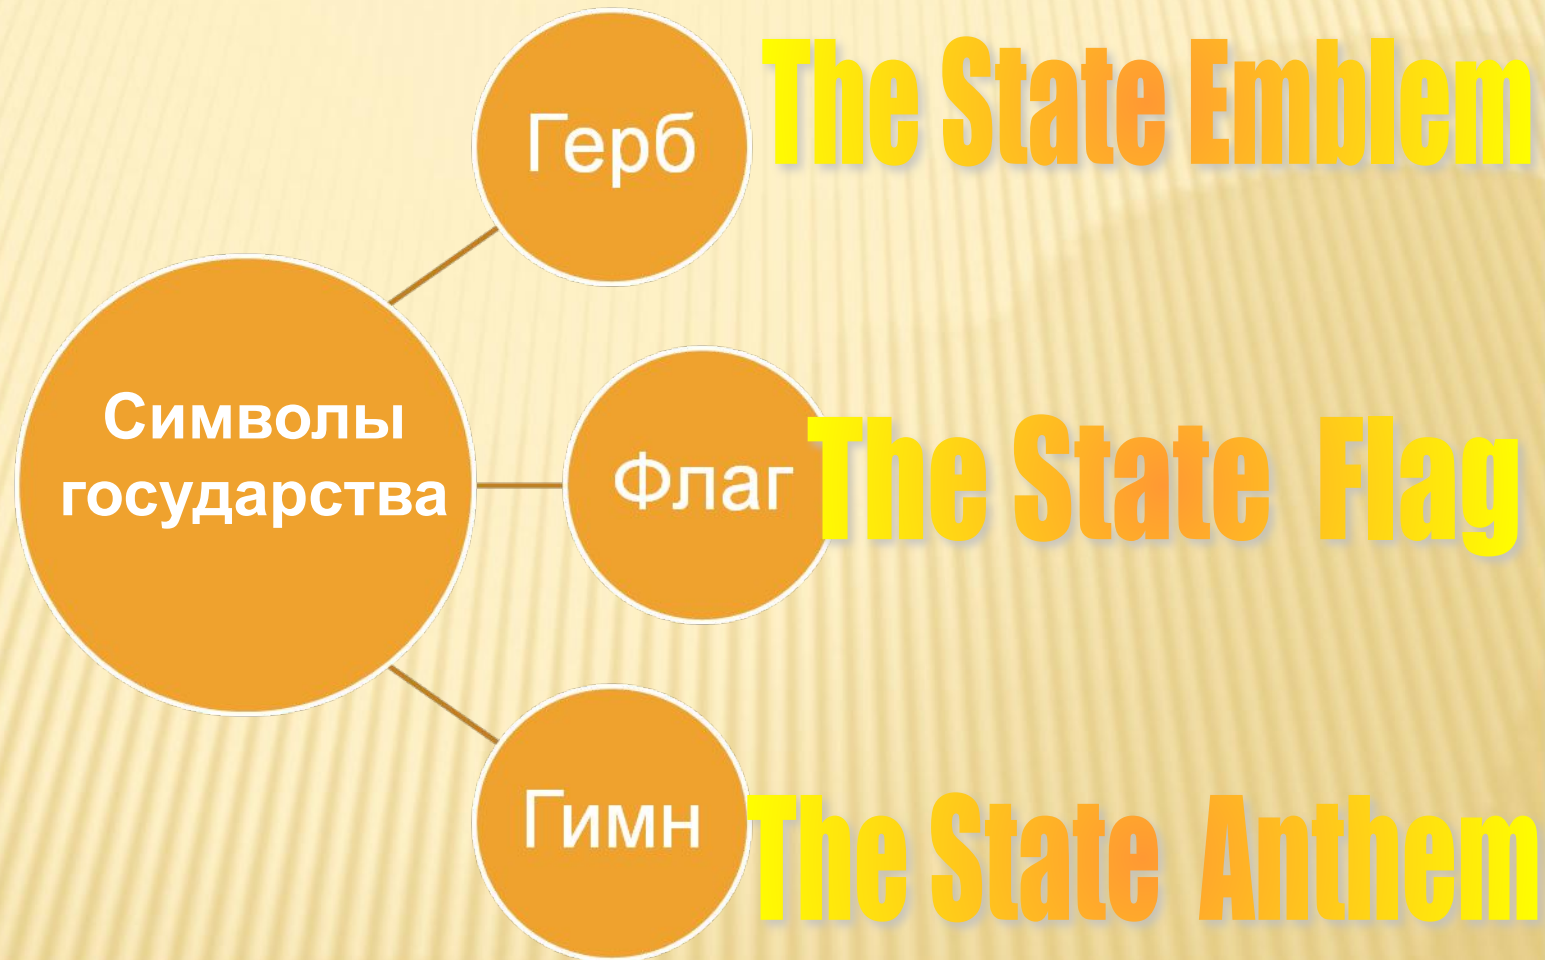 Герб
The State Emblem
Символы
государства
Флаг
The State Flag
Гимн
The State Anthem